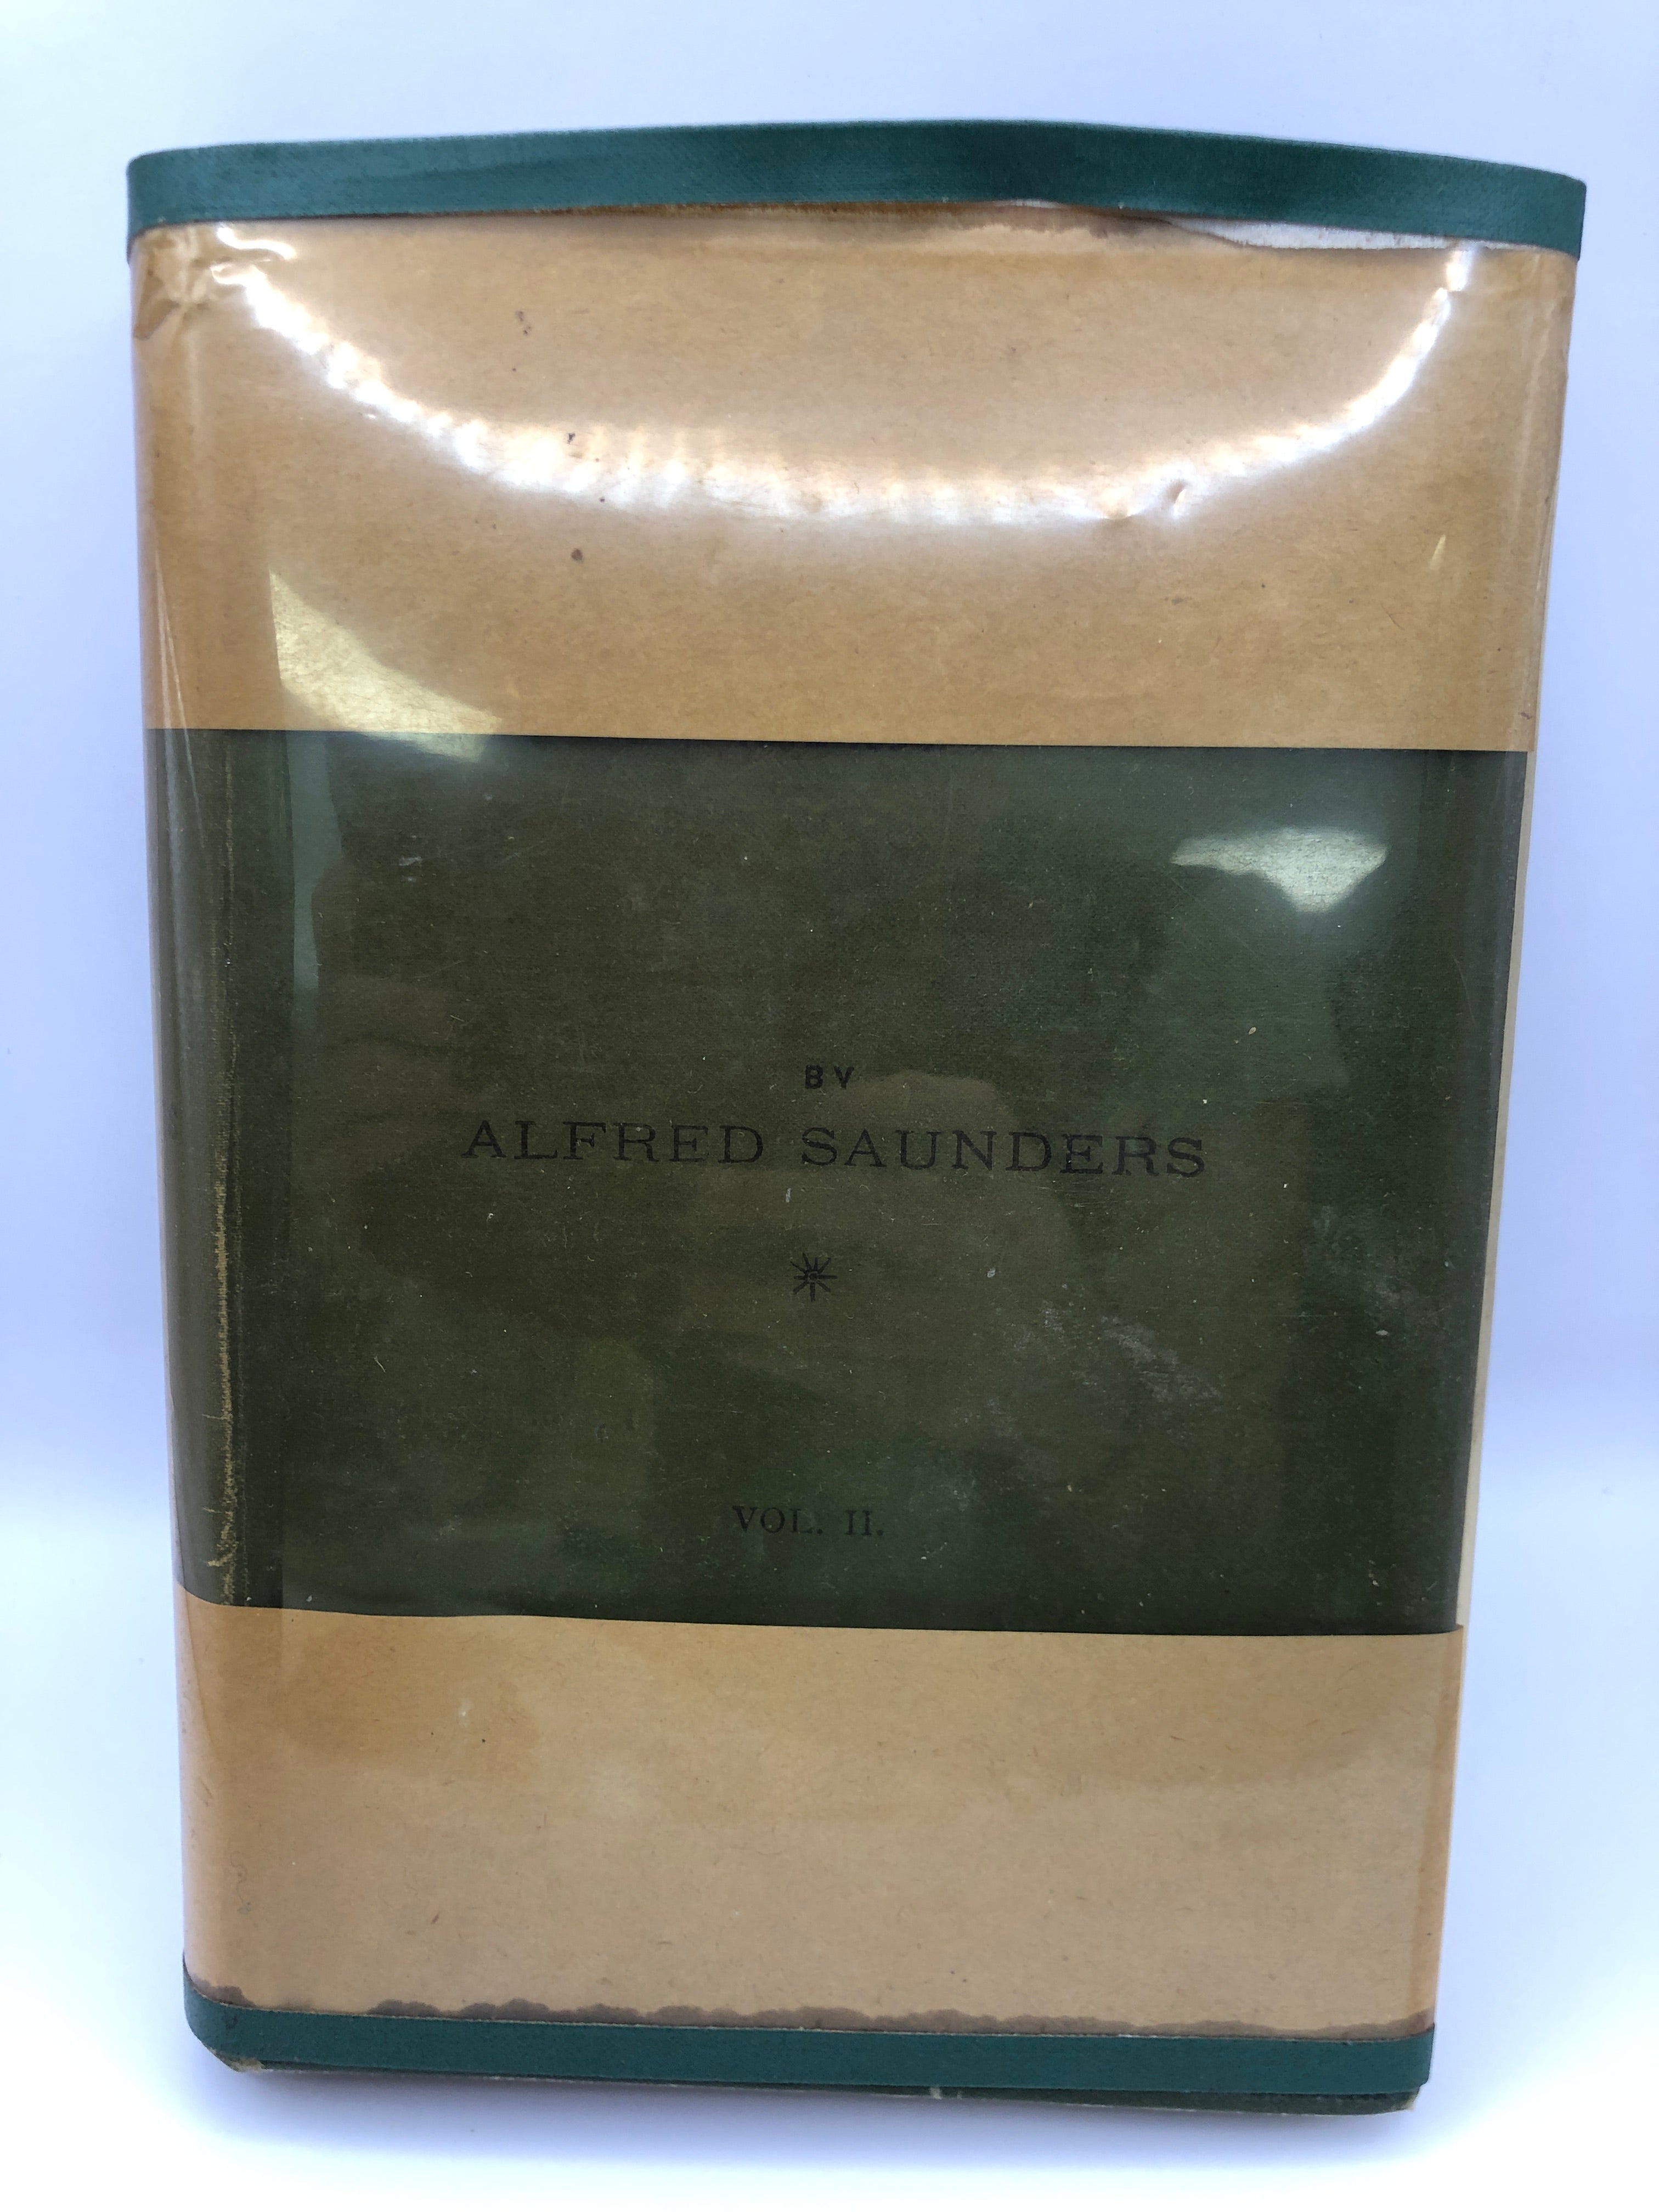 BY
ALFRED SAUNDERS
VOL. II.